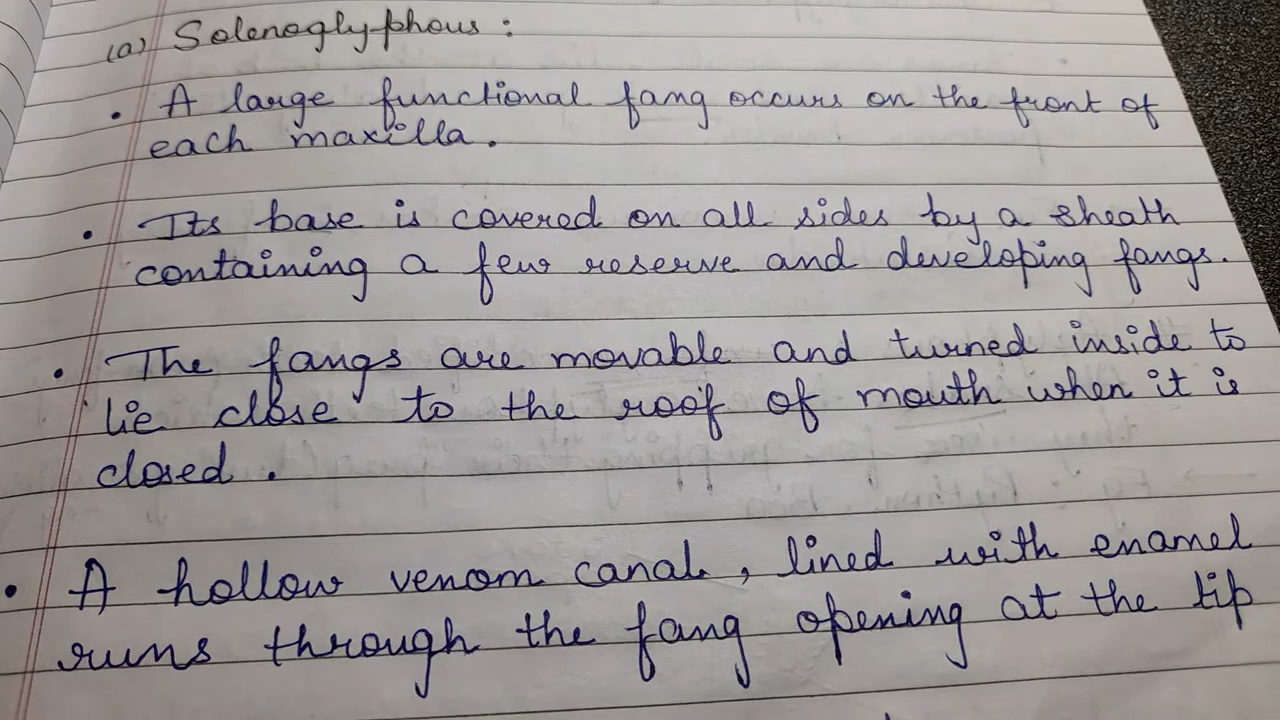 (a) Solenoglyphous :
• A large functional fang occurs on the front of
each maxilla.
• Its base is covered on all sides by a sheath
containing a few reserve and developing fangs.
• The fangs are movable and turned inside to
lie close to the roof of mouth when it is
closed.
• A hollow venom canal, lined with enamel
runs through the fang opening at the tip